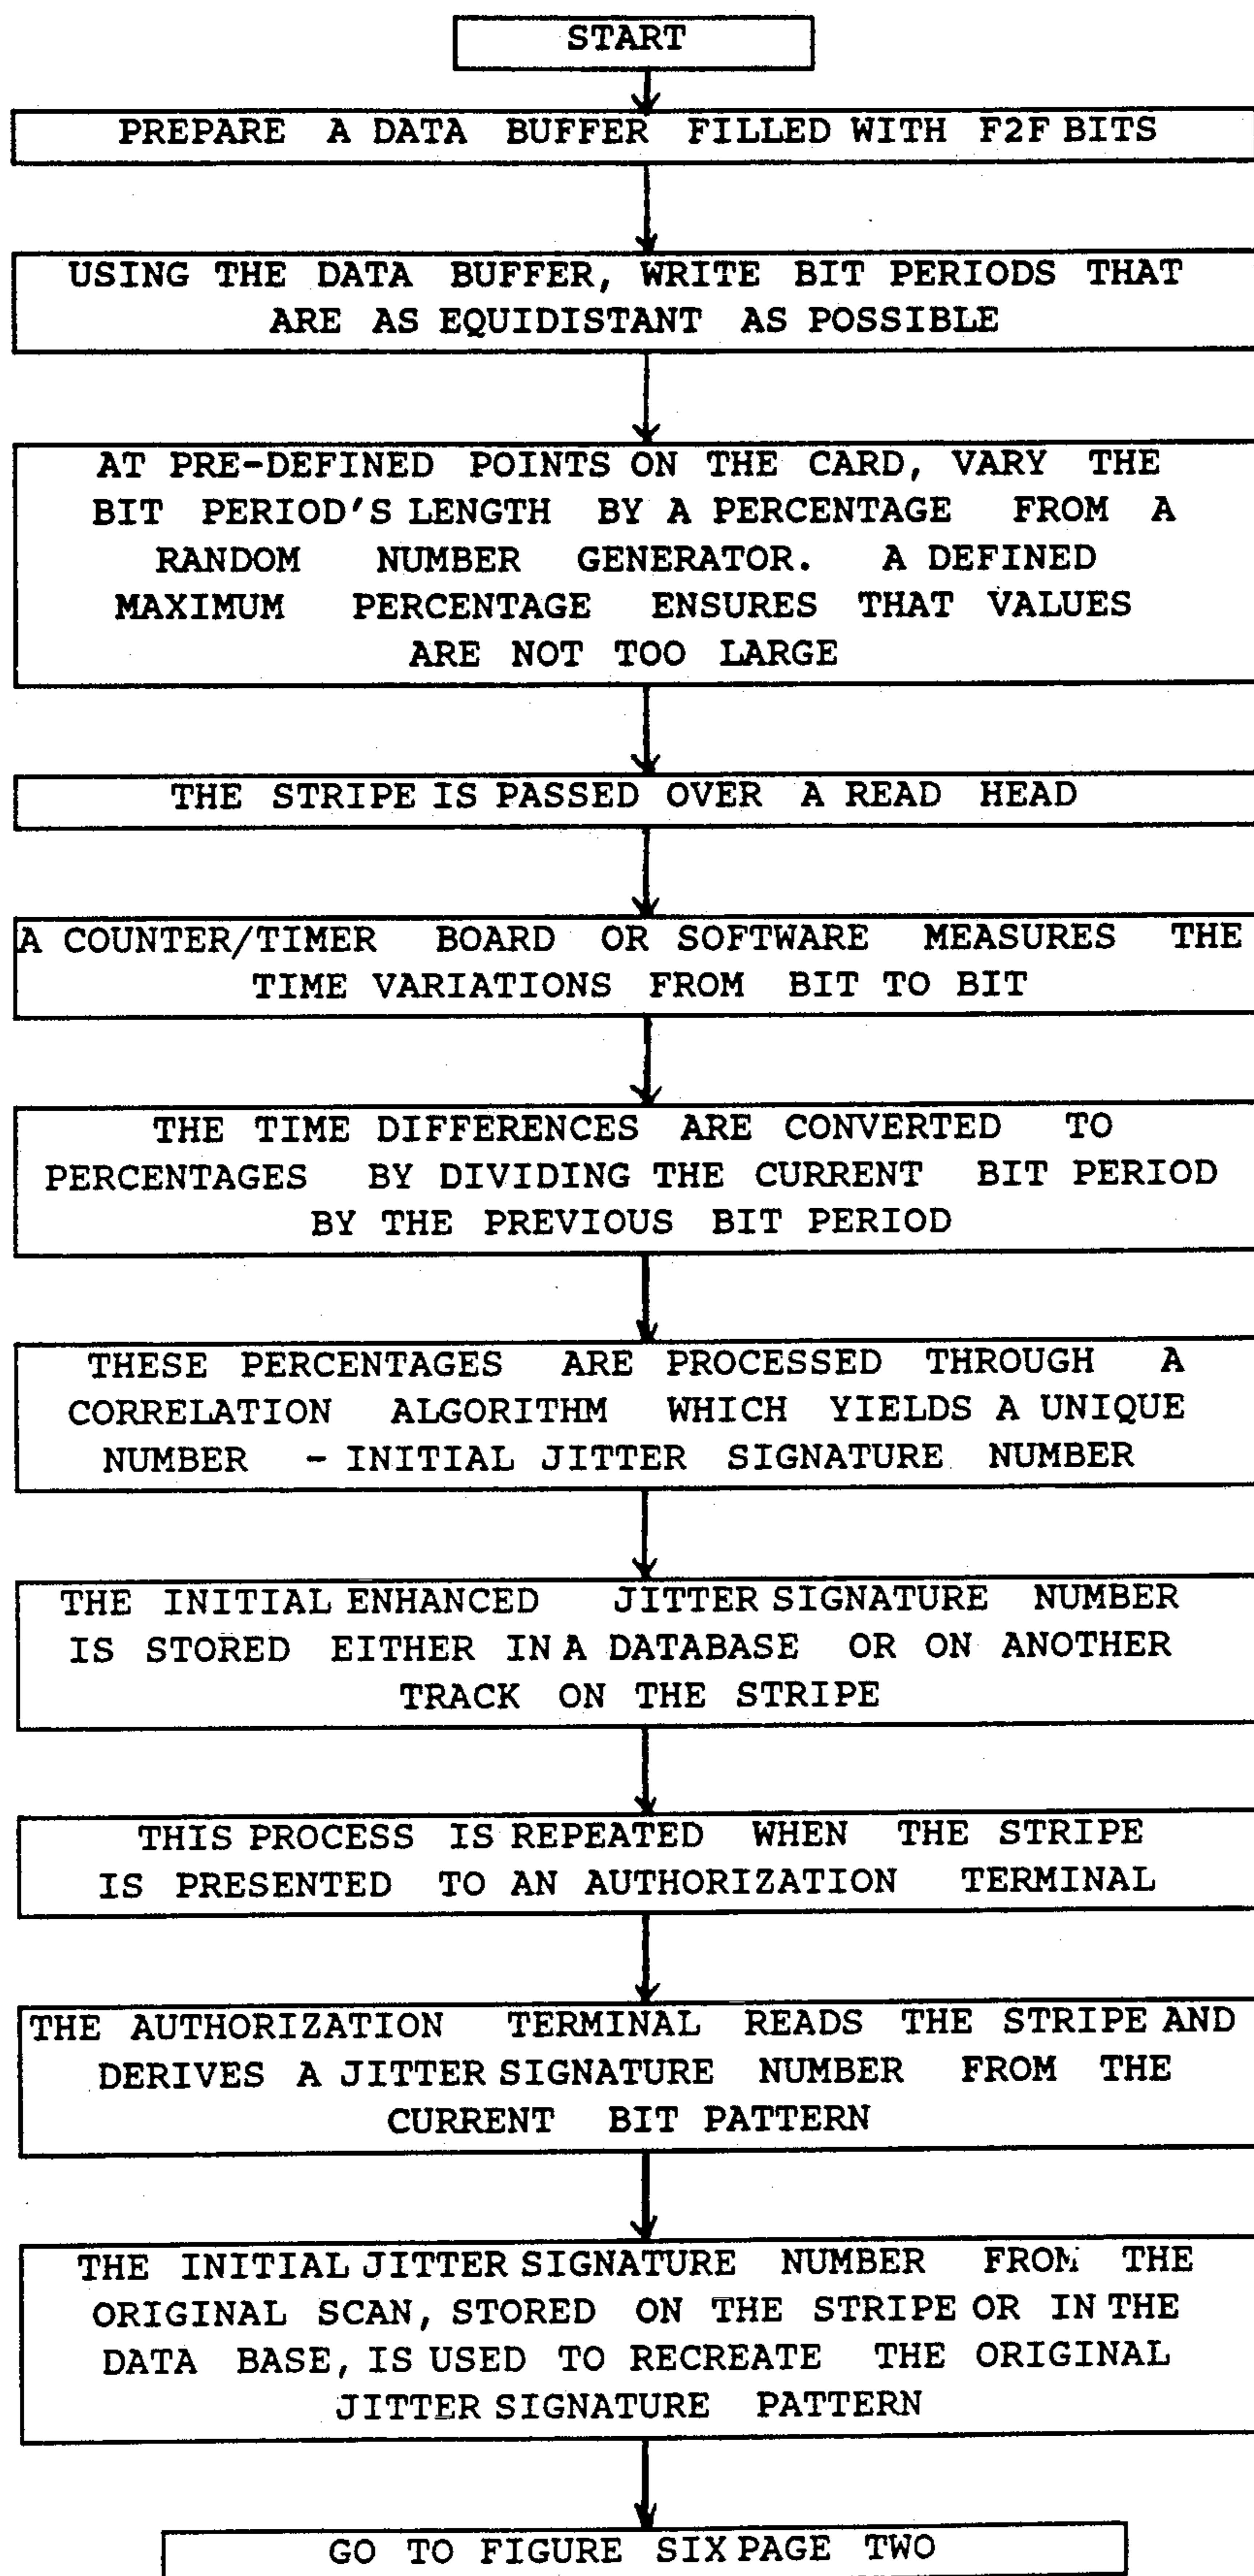 START
PREPARE A DATA BUFFER FILLED WITH F2F BITS
USING THE DATA BUFFER, WRITE BIT PERIODS THAT
ARE AS EQUIDISTANT AS POSSIBLE
AT PRE-DEFINED POINTS ON THE CARD, VARY THE
BIT PERIOD'S LENGTH BY A PERCENTAGE FROM A
RANDOM NUMBER GENERATOR. A DEFINED
MAXIMUM PERCENTAGE ENSURES THAT VALUES
ARE NOT TOO LARGE
THE STRIPE IS PASSED OVER A READ HEAD
A COUNTER/TIMER BOARD OR SOFTWARE MEASURES THE
TIME VARIATIONS FROM BIT TO BIT
THE TIME DIFFERENCES ARE CONVERTED TO
PERCENTAGES BY DIVIDING THE CURRENT BIT PERIOD
BY THE PREVIOUS BIT PERIOD
THESE PERCENTAGES ARE PROCESSED THROUGH A
CORRELATION ALGORITHM WHICH YIELDS A UNIQUE
NUMBER - INITIAL JITTER SIGNATURE NUMBER
THE INITIAL ENHANCED JITTER SIGNATURE NUMBER
IS STORED EITHER IN A DATABASE OR ON ANOTHER
TRACK ON THE STRIPE
THIS PROCESS IS REPEATED WHEN THE STRIPE
IS PRESENTED TO AN AUTHORIZATION TERMINAL
THE AUTHORIZATION TERMINAL READS THE STRIPE AND
DERIVES A JITTER SIGNATURE NUMBER FROM THE
CURRENT BIT PATTERN
THE INITIAL JITTER SIGNATURE NUMBER FROM THE
ORIGINAL SCAN, STORED ON THE STRIPE OR IN THE
DATA BASE, IS USED TO RECREATE THE ORIGINAL
JITTER SIGNATURE PATTERN
GO TO FIGURE SIX PAGE TWO